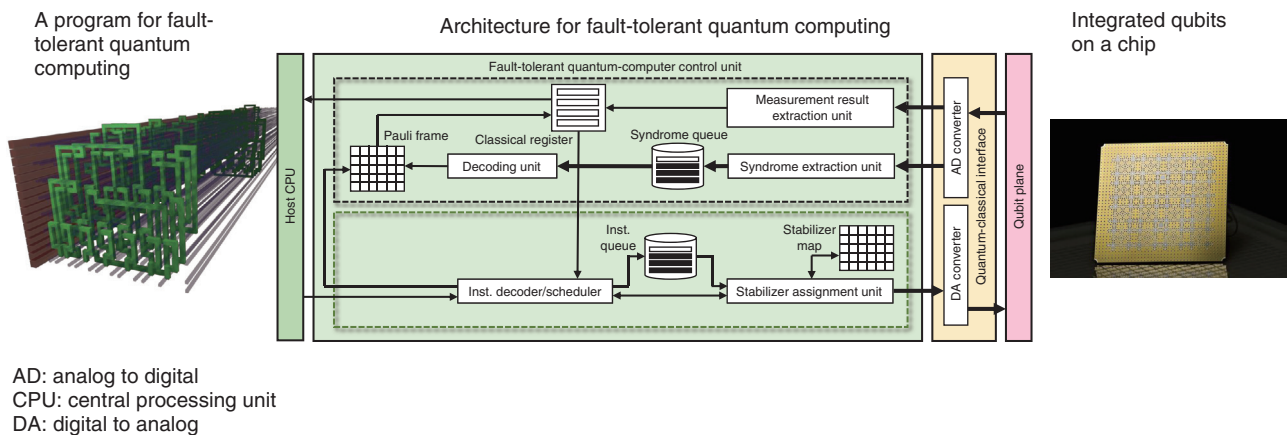 A program for fault-
tolerant quantum
computing
Architecture for fault-tolerant quantum computing
Integrated qubits
on a chip
Host CPU
Fault-tolerant quantum-computer control unit
Measurement result
extraction unit
Pauli frame
Classical register
Syndrome queue
Decoding unit
Syndrome extraction unit
Inst.
queue
Stabilizer
map
Inst. decoder/scheduler
Stabilizer assignment unit
AD converter
DA converter
Quantum-classical interface
Qubit plane
AD: analog to digital
CPU: central processing unit
DA: digital to analog